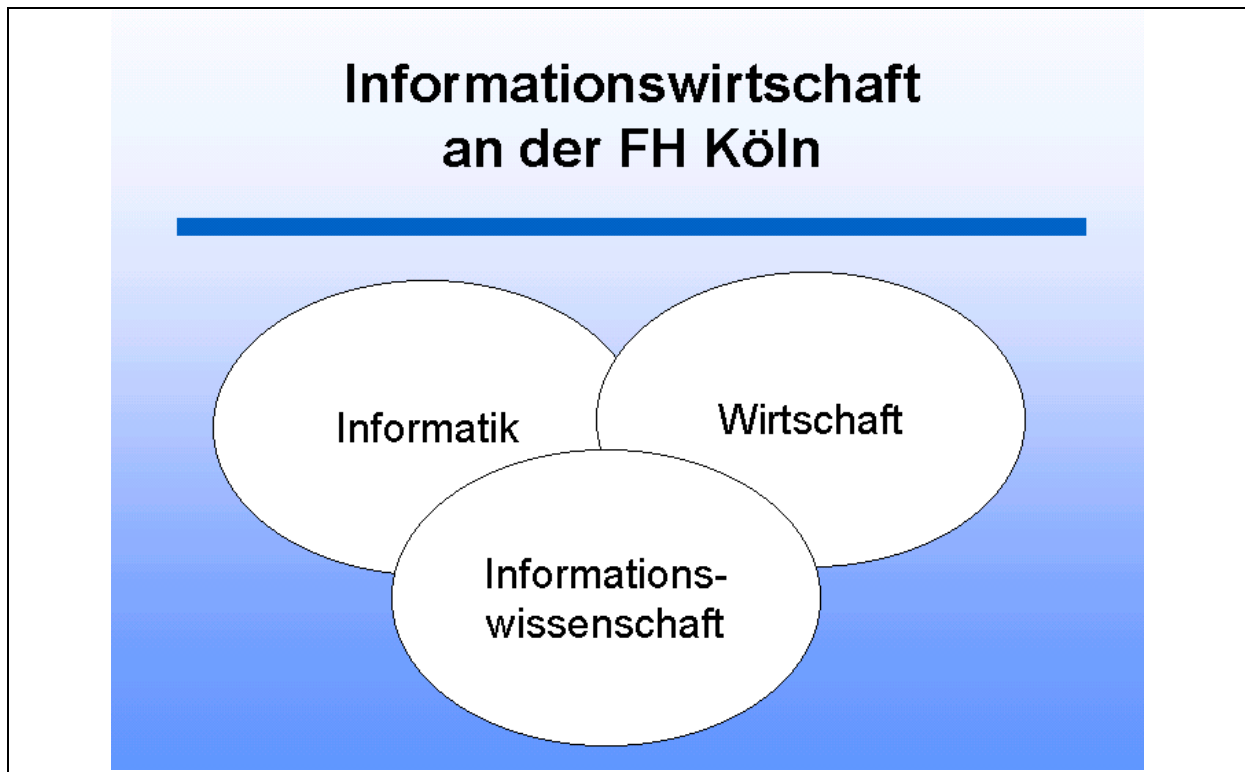 Informationswirtschaft
an der FH Köln
Informatik
Wirtschaft
Informations-
wissenschaft